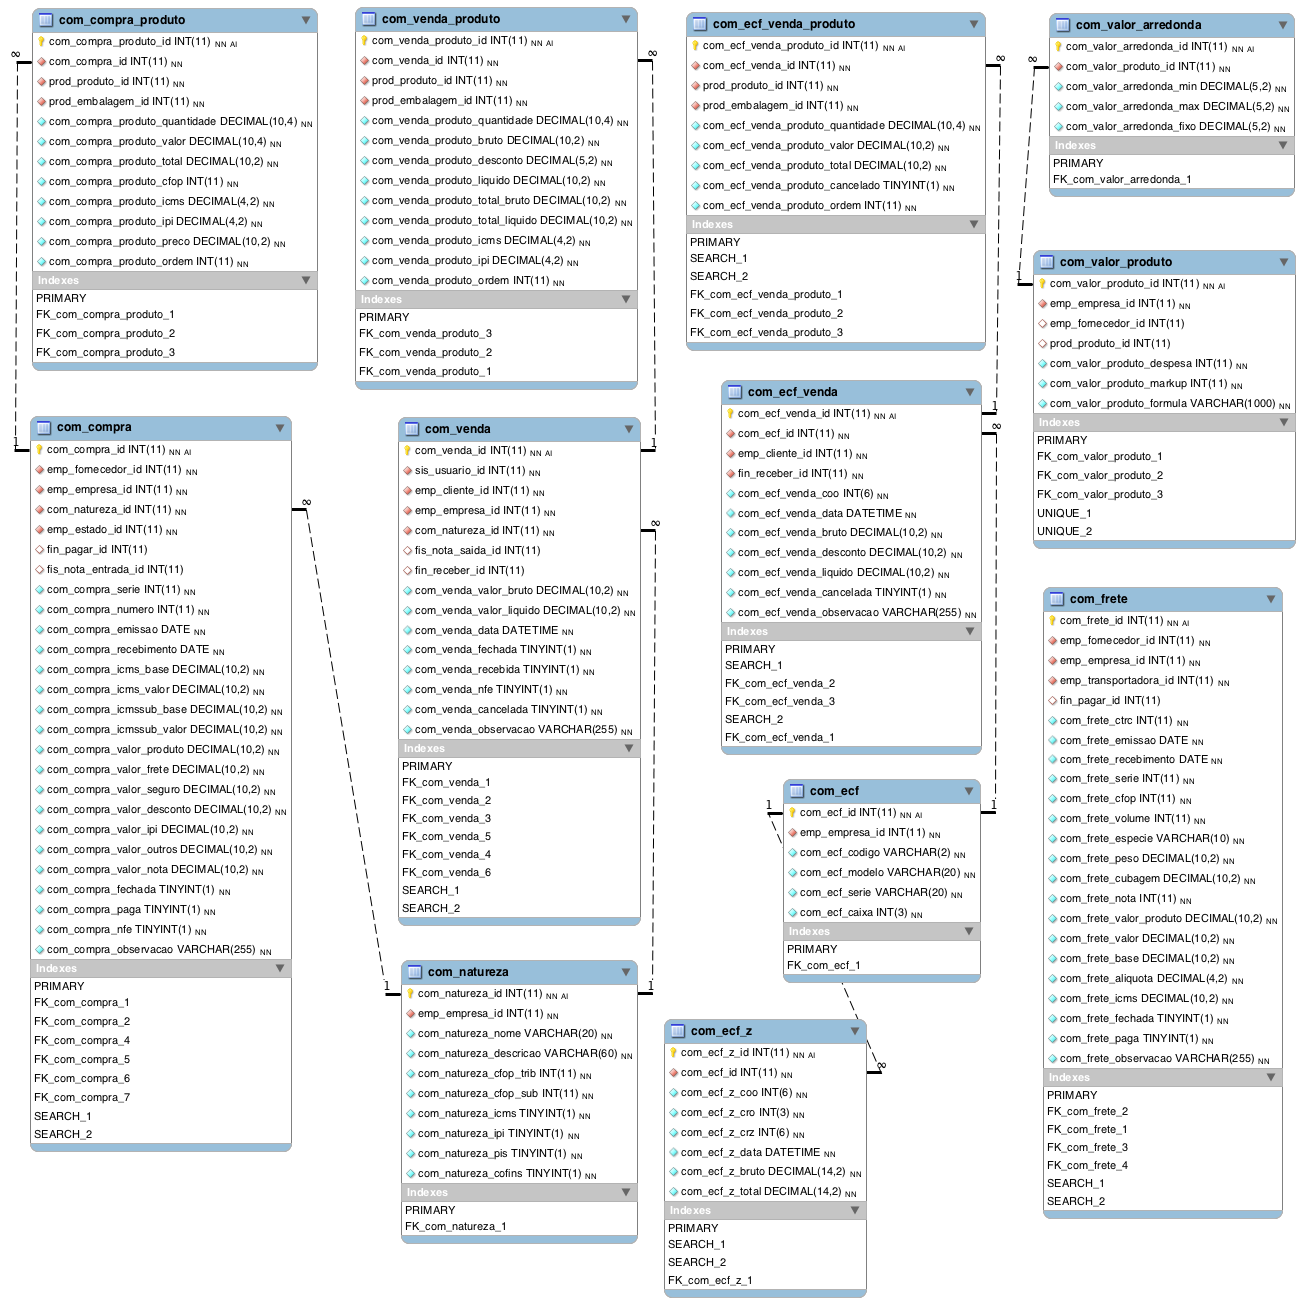 com_compra_produto
com_compra_produto_id INT(11) NN AI
com_compra_id INT(11) NN
prod_produto_id INT(11) NN
prod_embalagem_id INT(11) NN
com_compra_produto_quantidade DECIMAL(10,4) NN
com_compra_produto_valor DECIMAL(10,4) NN
com_compra_produto_total DECIMAL(10,2) NN
com_compra_produto_cfop INT(11) NN
com_compra_produto_icms DECIMAL(4,2) NN
com_compra_produto_ipi DECIMAL(4,2) NN
com_compra_produto_preco DECIMAL(10,2) NN
com_compra_produto_ordem INT(11) NN
Indexes
PRIMARY
FK_com_compra_produto_1
FK_com_compra_produto_2
FK_com_compra_produto_3
∞
1
com_venda_produto
com_venda_produto_id INT(11) NN AI
com_venda_id INT(11) NN
prod_produto_id INT(11) NN
prod_embalagem_id INT(11) NN
com_venda_produto_quantidade DECIMAL(10,4) NN
com_venda_produto_bruto DECIMAL(10,2) NN
com_venda_produto_desconto DECIMAL(5,2) NN
com_venda_produto_liquido DECIMAL(10,2) NN
com_venda_produto_total_bruto DECIMAL(10,2) NN
com_venda_produto_total_liquido DECIMAL(10,2) NN
com_venda_produto_icms DECIMAL(4,2) NN
com_venda_produto_ipi DECIMAL(4,2) NN
com_venda_produto_ordem INT(11) NN
Indexes
PRIMARY
FK_com_venda_produto_3
FK_com_venda_produto_2
FK_com_venda_produto_1
∞
1
com_ecf_venda_produto
com_ecf_venda_produto_id INT(11) NN AI
com_ecf_venda_id INT(11) NN
prod_produto_id INT(11) NN
prod_embalagem_id INT(11) NN
com_ecf_venda_produto_quantidade DECIMAL(10,4) NN
com_ecf_venda_produto_valor DECIMAL(10,2) NN
com_ecf_venda_produto_total DECIMAL(10,2) NN
com_ecf_venda_produto_cancelado TINYINT(1) NN
com_ecf_venda_produto_ordem INT(11) NN
Indexes
PRIMARY
SEARCH_1
SEARCH_2
FK_com_ecf_venda_produto_1
FK_com_ecf_venda_produto_2
FK_com_ecf_venda_produto_3
∞
1
com_valor_arredonda
com_valor_arredonda_id INT(11) NN AI
com_valor_produto_id INT(11) NN
com_valor_arredonda_min DECIMAL(5,2) NN
com_valor_arredonda_max DECIMAL(5,2) NN
com_valor_arredonda_fixo DECIMAL(5,2) NN
Indexes
PRIMARY
FK_com_valor_arredonda_1
∞
1
com_valor_produto
com_valor_produto_id INT(11) NN AI
emp_empresa_id INT(11) NN
emp_fornecedor_id INT(11)
prod_produto_id INT(11)
com_valor_produto_despesa INT(11) NN
com_valor_produto_markup INT(11) NN
com_valor_produto_formula VARCHAR(1000) NN
Indexes
PRIMARY
FK_com_valor_produto_1
FK_com_valor_produto_2
FK_com_valor_produto_3
UNIQUE_1
UNIQUE_2
com_compra
com_compra_id INT(11) NN AI
emp_fornecedor_id INT(11) NN
emp_empresa_id INT(11) NN
com_natureza_id INT(11) NN
emp_estado_id INT(11) NN
fin_pagar_id INT(11)
fis_nota_entrada_id INT(11)
com_compra_serie INT(11) NN
com_compra_numero INT(11) NN
com_compra_emissao DATE NN
com_compra_recebimento DATE NN
com_compra_icms_base DECIMAL(10,2) NN
com_compra_icms_valor DECIMAL(10,2) NN
com_compra_icmssub_base DECIMAL(10,2) NN
com_compra_icmssub_valor DECIMAL(10,2) NN
com_compra_valor_produto DECIMAL(10,2) NN
com_compra_valor_frete DECIMAL(10,2) NN
com_compra_valor_seguro DECIMAL(10,2) NN
com_compra_valor_desconto DECIMAL(10,2) NN
com_compra_valor_ipi DECIMAL(10,2) NN
com_compra_valor_outros DECIMAL(10,2) NN
com_compra_valor_nota DECIMAL(10,2) NN
com_compra_fechada TINYINT(1) NN
com_compra_paga TINYINT(1) NN
com_compra_nfe TINYINT(1) NN
com_compra_observacao VARCHAR(255) NN
Indexes
PRIMARY
FK_com_compra_1
FK_com_compra_2
FK_com_compra_4
FK_com_compra_5
FK_com_compra_6
FK_com_compra_7
SEARCH_1
SEARCH_2
∞
1
com_venda
com_venda_id INT(11) NN AI
sis_usuario_id INT(11) NN
emp_cliente_id INT(11) NN
emp_empresa_id INT(11) NN
com_natureza_id INT(11) NN
fis_nota_saida_id INT(11)
fin_receber_id INT(11)
com_venda_valor_bruto DECIMAL(10,2) NN
com_venda_valor_liquido DECIMAL(10,2) NN
com_venda_data DATETIME NN
com_venda_fechada TINYINT(1) NN
com_venda_recebida TINYINT(1) NN
com_venda_nfe TINYINT(1) NN
com_venda_cancelada TINYINT(1) NN
com_venda_observacao VARCHAR(255) NN
Indexes
PRIMARY
FK_com_venda_1
FK_com_venda_2
FK_com_venda_3
FK_com_venda_5
FK_com_venda_4
FK_com_venda_6
SEARCH_1
SEARCH_2
∞
1
com_ecf_venda
com_ecf_venda_id INT(11) NN AI
com_ecf_id INT(11) NN
emp_cliente_id INT(11) NN
fin_receber_id INT(11) NN
com_ecf_venda_coo INT(6) NN
com_ecf_venda_data DATETIME NN
com_ecf_venda_bruto DECIMAL(10,2) NN
com_ecf_venda_desconto DECIMAL(10,2) NN
com_ecf_venda_liquido DECIMAL(10,2) NN
com_ecf_venda_cancelada TINYINT(1) NN
com_ecf_venda_observacao VARCHAR(255) NN
Indexes
PRIMARY
SEARCH_1
FK_com_ecf_venda_2
FK_com_ecf_venda_3
SEARCH_2
FK_com_ecf_venda_1
∞
1
com_natureza
com_natureza_id INT(11) NN AI
emp_empresa_id INT(11) NN
com_natureza_nome VARCHAR(20) NN
com_natureza_descricao VARCHAR(60) NN
com_natureza_cfop_trib INT(11) NN
com_natureza_cfop_sub INT(11) NN
com_natureza_icms TINYINT(1) NN
com_natureza_ipi TINYINT(1) NN
com_natureza_pis TINYINT(1) NN
com_natureza_cofins TINYINT(1) NN
Indexes
PRIMARY
FK_com_natureza_1
com_ecf
com_ecf_id INT(11) NN AI
emp_empresa_id INT(11) NN
com_ecf_codigo VARCHAR(2) NN
com_ecf_modelo VARCHAR(20) NN
com_ecf_serie VARCHAR(20) NN
com_ecf_caixa INT(3) NN
Indexes
PRIMARY
FK_com_ecf_1
1
∞
com_ecf_z
com_ecf_z_id INT(11) NN AI
com_ecf_id INT(11) NN
com_ecf_z_coo INT(6) NN
com_ecf_z_cro INT(3) NN
com_ecf_z_crz INT(6) NN
com_ecf_z_data DATETIME NN
com_ecf_z_bruto DECIMAL(14,2) NN
com_ecf_z_total DECIMAL(14,2) NN
Indexes
PRIMARY
SEARCH_1
SEARCH_2
FK_com_ecf_z_1
com_frete
com_frete_id INT(11) NN AI
emp_fornecedor_id INT(11) NN
emp_empresa_id INT(11) NN
emp_transportadora_id INT(11) NN
fin_pagar_id INT(11)
com_frete_ctrc INT(11) NN
com_frete_emissao DATE NN
com_frete_recebimento DATE NN
com_frete_serie INT(11) NN
com_frete_cfop INT(11) NN
com_frete_volume INT(11) NN
com_frete_especie VARCHAR(10) NN
com_frete_peso DECIMAL(10,2) NN
com_frete_cubagem DECIMAL(10,2) NN
com_frete_nota INT(11) NN
com_frete_valor_produto DECIMAL(10,2) NN
com_frete_valor DECIMAL(10,2) NN
com_frete_base DECIMAL(10,2) NN
com_frete_aliquota DECIMAL(4,2) NN
com_frete_icms DECIMAL(10,2) NN
com_frete_fechada TINYINT(1) NN
com_frete_paga TINYINT(1) NN
com_frete_observacao VARCHAR(255) NN
Indexes
PRIMARY
FK_com_frete_2
FK_com_frete_1
FK_com_frete_3
FK_com_frete_4
SEARCH_1
SEARCH_2